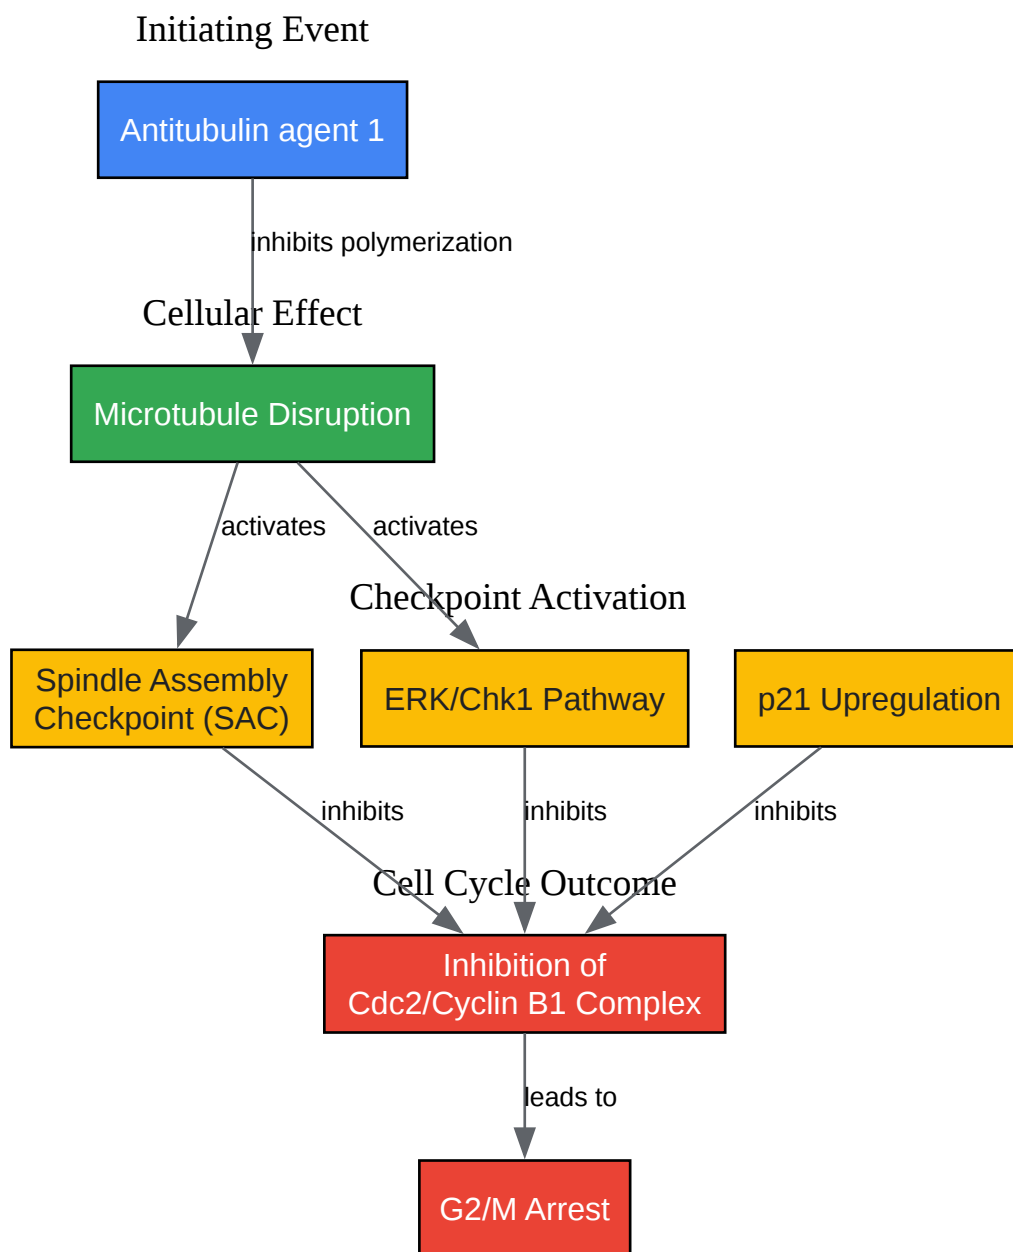 Initiating Event
Antitubulin agent 1
inhibits polymerization
Cellular Effect
Microtubule Disruption
activates
activates
Checkpoint Activation
Spindle Assembly
Checkpoint (SAC)
ERK/Chk1 Pathway
p21 Upregulation
inhibits
inhibits
inhibits
Cell Cycle Outcome
Inhibition of
Cdc2/Cyclin B1 Complex
leads to
G2/M Arrest